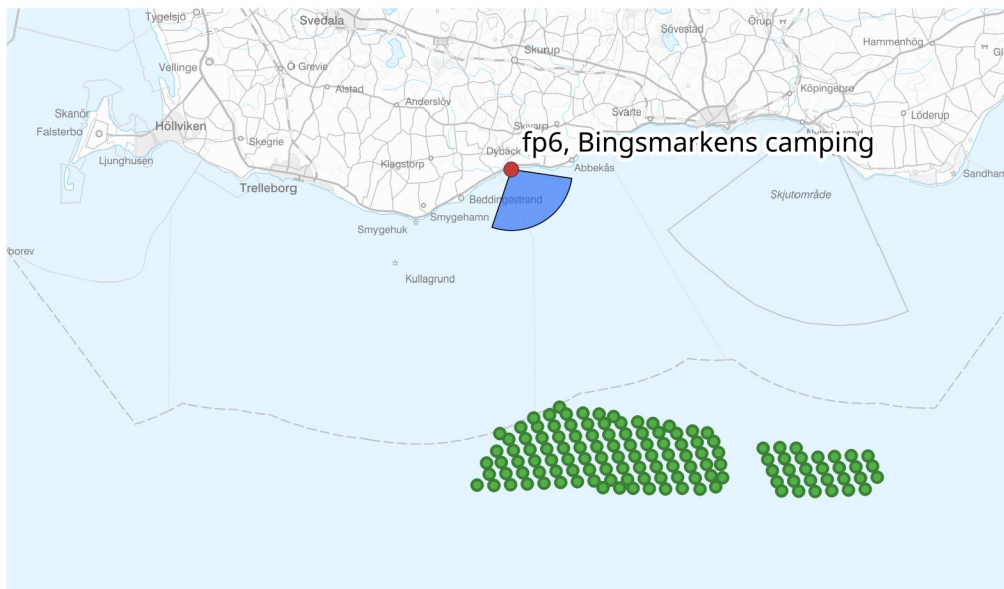 Tygelsjö
Svedala
Sövestad
Örup
Hammenhög
Skurup
Vellinge
Grevie
Alstad
Anderslöv
Köpingebro
Skanör
Falsterbo
Höllviken
Svarte
Löderup
Skivarp
Skegrie
Ljunghusen
Dybäck
fp6, Bingsmarkens camping
Klagstorp
Abbekås
Sandham
Trelleborg
Beddingestrand
Skjutområde
Smygehamn
Smygehuk
Kullagrund